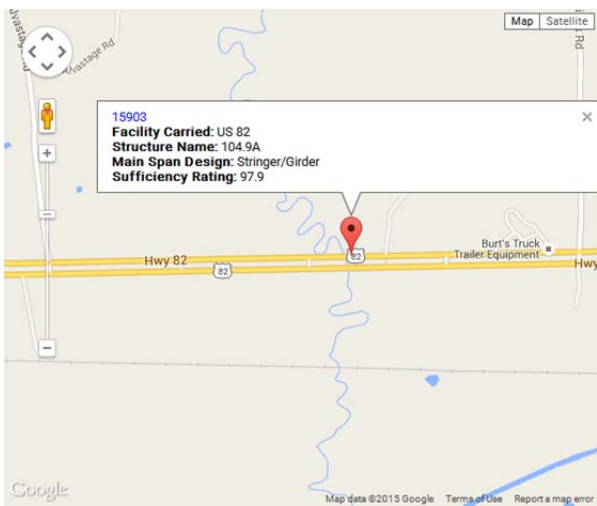 Map Satellite
Alvastage Rd
15903
Facility Carried: US 82
Structure Name: 104.9A
Main Span Design: Stringer/Girder
Sufficiency Rating: 97.9
82
Burt's Truck
Trailer Equipment
Hwy 82
82
Hwy
Google
Map data ©2015 Google Terms of Use Report a map error